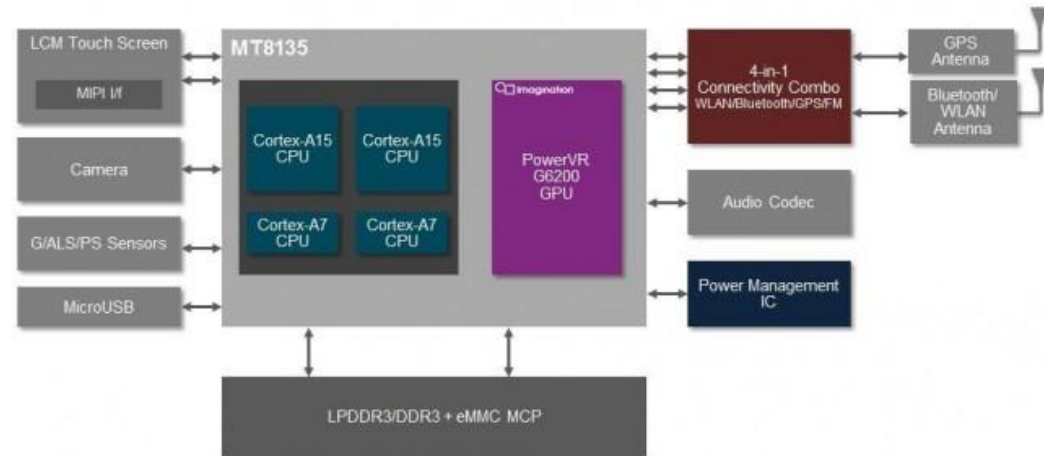 LCM Touch Screen
MIPI I/f
Camera
G/ALS/PS Sensors
MicroUSB
MT8135
Cortex-A15
CPU
Cortex-A15
CPU
Cortex-A7
CPU
Cortex-A7
CPU
Imagination
PowerVR
G6200
GPU
4-in-1
Connectivity Combo
WLAN/Bluetooth/GPS/FM
GPS
Antenna
Bluetooth/
WLAN
Antenna
Audio Codec
Power Management
IC
LPDDR3/DDR3 + eMMC MCP